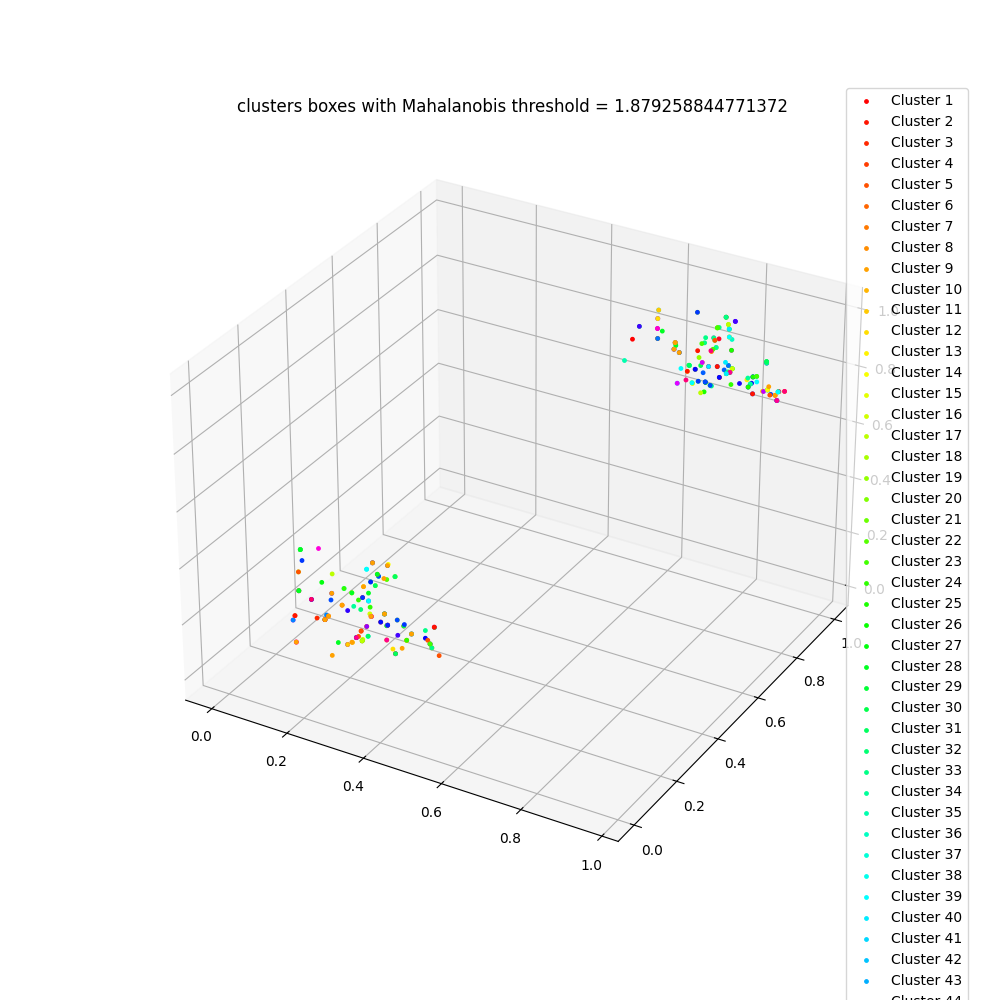 clusters boxes with Mahalanobis threshold = 1.879258844771372
Cluster 1
Cluster 2
Cluster 3
Cluster 4
Cluster 5
Cluster 6
Cluster 7
Cluster 8
Cluster 9
Cluster 10
Cluster 11
Cluster 12
Cluster 13
Cluster 14
Cluster 15
Cluster 16
Cluster 17
Cluster 18
Cluster 19
Cluster 20
Cluster 21
Cluster 22
Cluster 23
Cluster 24
Cluster 25
Cluster 26
Cluster 27
Cluster 28
Cluster 29
Cluster 30
Cluster 31
Cluster 32
Cluster 33
Cluster 34
Cluster 35
Cluster 36
Cluster 37
Cluster 38
Cluster 39
Cluster 40
Cluster 41
Cluster 42
Cluster 43
Cluster 44
0.8
0.6
0.4
0.2
0.0
1.0
0.8
0.6
0.4
0.2
0.0
0.0
0.2
0.4
0.6
0.8
1.0